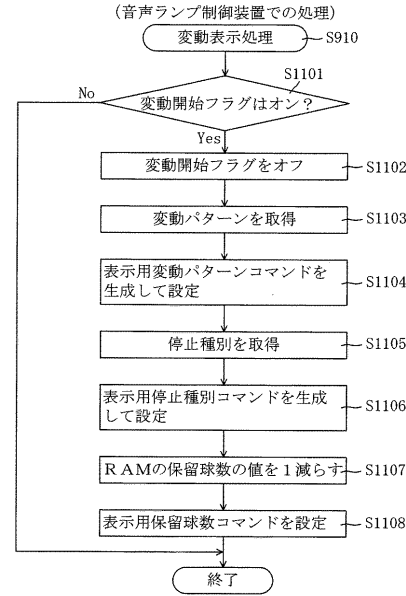 （音声ランプ制御装置での処理）
変動表示処理
S910
S1101
変動開始フラグはオン？
No
Yes
変動開始フラグをオフ
S1102
変動パターンを取得
S1103
表示用変動パターンコマンドを
生成して設定
S1104
停止種別を取得
S1105
表示用停止種別コマンドを生成
して設定
S1106
ＲＡＭの保留球数の値を１減らす
S1107
表示用保留球数コマンドを設定
S1108
終了